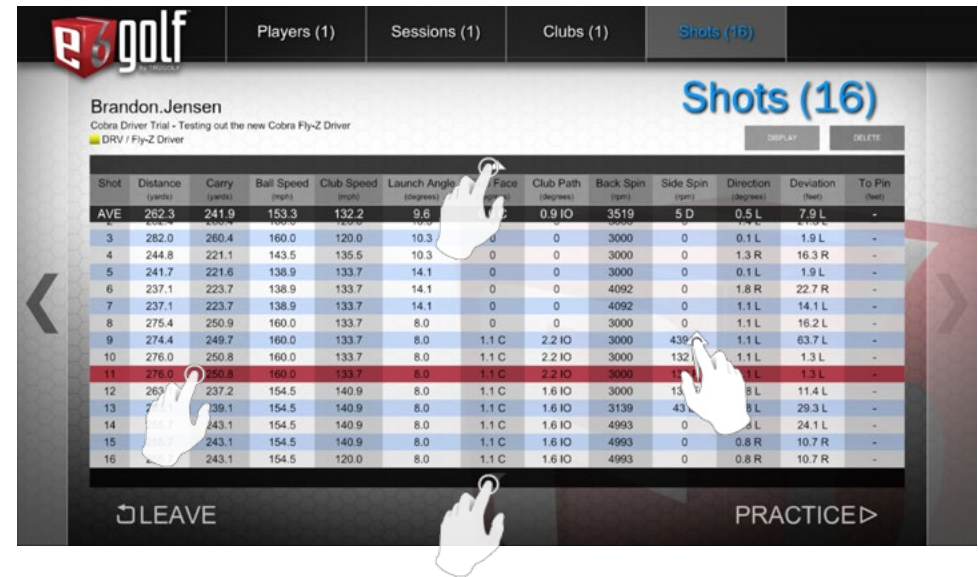 e6 golf
by TRUGOLF
Players (1) Sessions (1) Clubs (1) Shots (16)
Shots (16)
Brandon.Jensen
Cobra Driver Trial - Testing out the new Cobra Fly-Z Driver
DRV / Fly-Z Driver
DISPLAY DELETE
Shot Distance Carry Ball Speed Club Speed Launch Angle Face Club Path Back Spin Side Spin Direction Deviation To Pin
(yards) (yards) (mph) (mph) (degrees) (degrees) (rpm) (rpm) (degrees) (feet) (feet)
AVE 262.3 241.9 153.3 132.2 9.6 C 0.9 IO 3519 5 D 0.5 L 7.9 L -
3 282.0 260.4 160.0 120.0 10.3 0 0 3000 0 0.1 L 1.9 L -
4 244.8 221.1 143.5 135.5 10.3 0 0 3000 0 1.3 R 16.3 R -
5 241.7 221.6 138.9 133.7 14.1 0 0 3000 0 0.1 L 1.9 L -
6 237.1 223.7 138.9 133.7 14.1 0 0 4092 0 1.8 R 22.7 R -
7 237.1 223.7 138.9 133.7 14.1 0 0 4092 0 1.1 L 14.1 L -
8 275.4 250.9 160.0 133.7 8.0 0 0 3000 0 1.1 L 16.2 L -
9 274.4 249.7 160.0 133.7 8.0 1.1 C 2.2 IO 3000 439 1.1 L 63.7 L -
10 276.0 250.8 160.0 133.7 8.0 1.1 C 2.2 IO 3000 132 1.1 L 1.3 L -
11 276.0 250.8 160.0 133.7 8.0 1.1 C 2.2 IO 3000 1.3 L -
12 237.2 154.5 140.9 8.0 1.1 C 1.6 IO 3000 11.4 L -
13 239.1 154.5 140.9 8.0 1.1 C 1.6 IO 3139 29.3 L -
14 243.1 154.5 140.9 8.0 1.1 C 1.6 IO 4993 0 24.1 L -
15 243.1 154.5 140.9 8.0 1.1 C 1.6 IO 4993 0 0.8 R 10.7 R -
16 243.1 154.5 120.0 8.0 1.1 C 1.6 IO 4993 0 0.8 R 10.7 R -
LEAVE PRACTICE